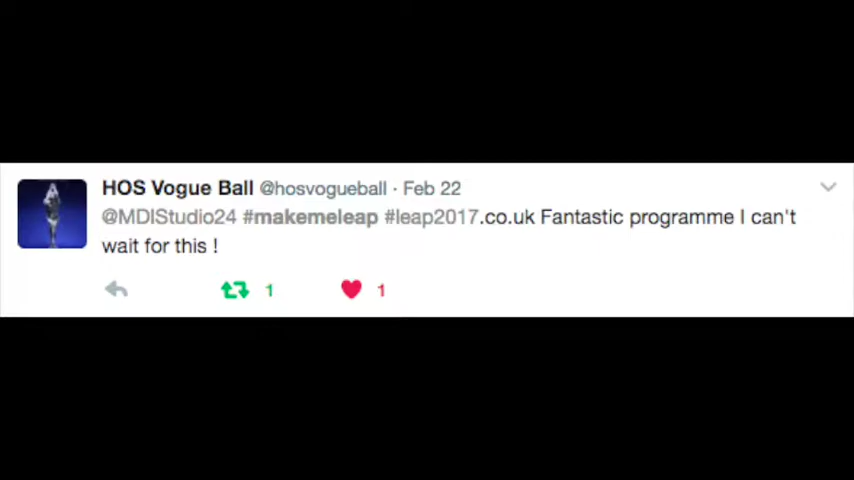 HOS Vogue Ball @hosvogueball · Feb 22
@MDIStudio24 #makemeleap #leap2017.co.uk Fantastic programme I can't
wait for this !
1 1